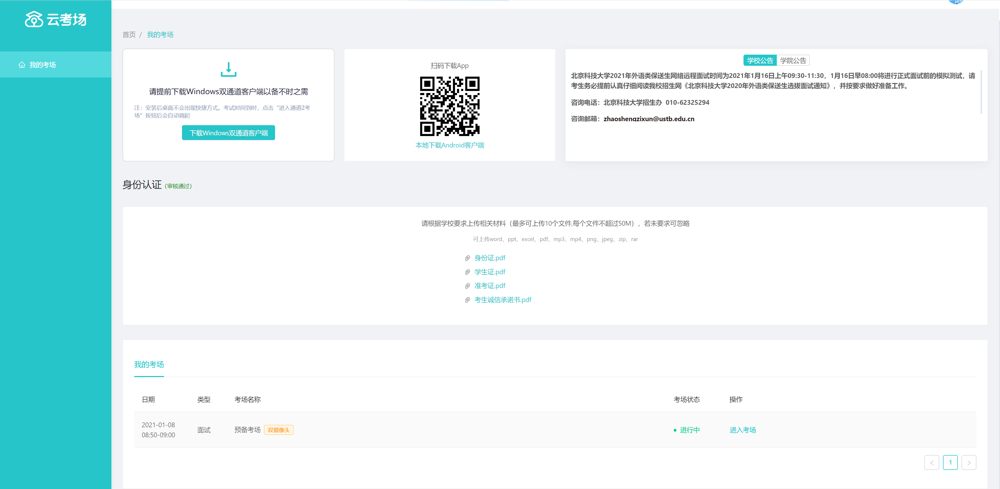 云考场
我的考场
首页 / 我的考场
请提前下载Windows双通道客户端以备不时之需
注：安装后桌面不会出现快捷方式。考试时间到时，点击“进入通道2考
场”按钮后会自动调起
下载Windows双通道客户端
扫码下载App
本地下载Android客户端
学校公告 学院公告
北京科技大学2021年外语类保送生网络远程面试时间为2021年1月16日上午09:30-11:30，1月16日早08:00将进行正式面试前的模拟测试，请
考生务必提前认真仔细阅读我校招生网《北京科技大学2020年外语类保送生选拔面试通知》，并按要求做好准备工作。
咨询电话：北京科技大学招生办 010-62325294
咨询邮箱：zhaoshengzixun@ustb.edu.cn
身份认证（审核通过）
请根据学校要求上传相关材料（最多可上传10个文件,每个文件不超过50M），若未要求可忽略
可上传word、ppt、excel、pdf、mp3、mp4、png、jpeg、zip、rar
身份证.pdf
学生证.pdf
准考证.pdf
考生诚信承诺书.pdf
我的考场
日期 类型 考场名称 考场状态 操作
2021-01-08
08:50-09:00
面试 预备考场 双摄像头 进行中 进入考场
< 1 >